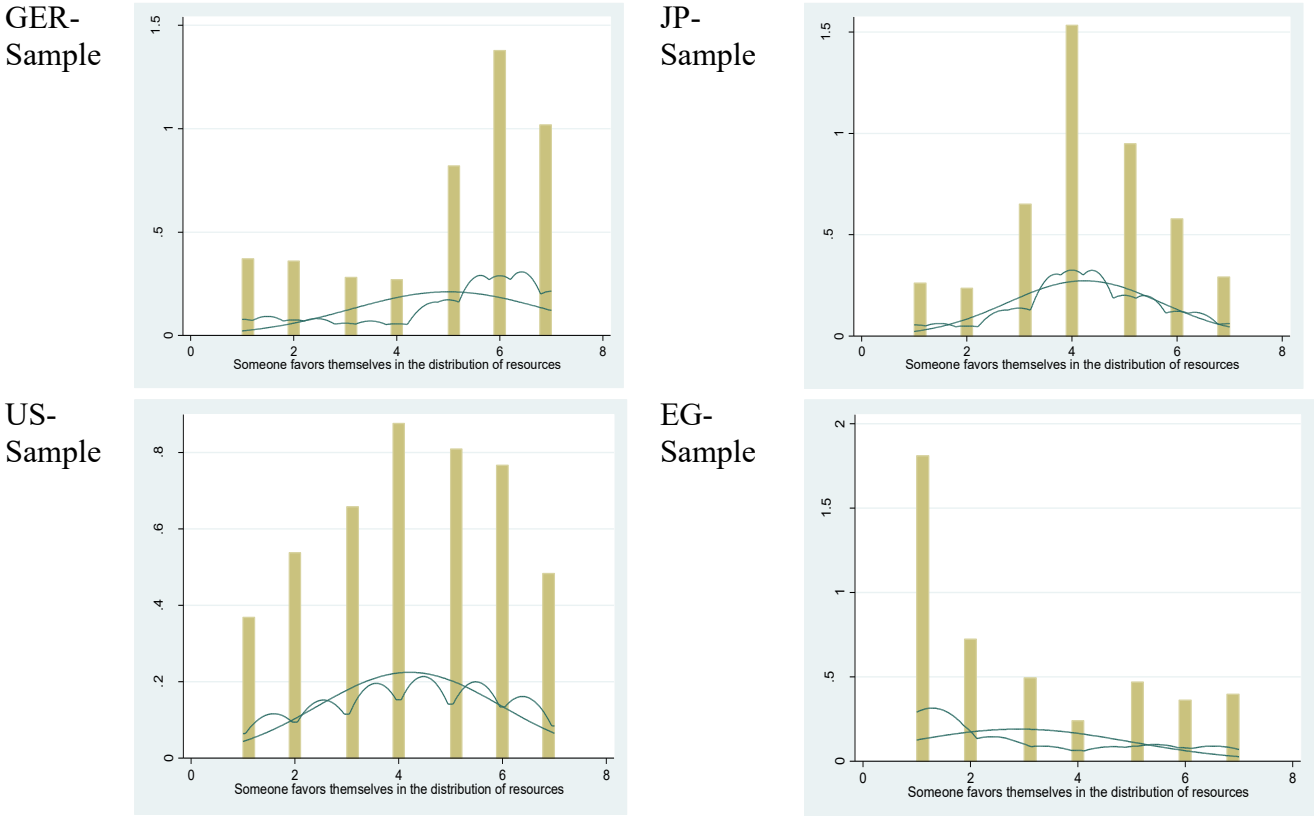 GER-
Sample
1.5
1
.5
0
0 2 4 6 8
Someone favors themselves in the distribution of resources
JP-
Sample
1.5
1
.5
0
0 2 4 6 8
Someone favors themselves in the distribution of resources
US-
Sample
.8
.6
.4
.2
0
0 2 4 6 8
Someone favors themselves in the distribution of resources
EG-
Sample
2
1.5
1
.5
0
0 2 4 6 8
Someone favors themselves in the distribution of resources